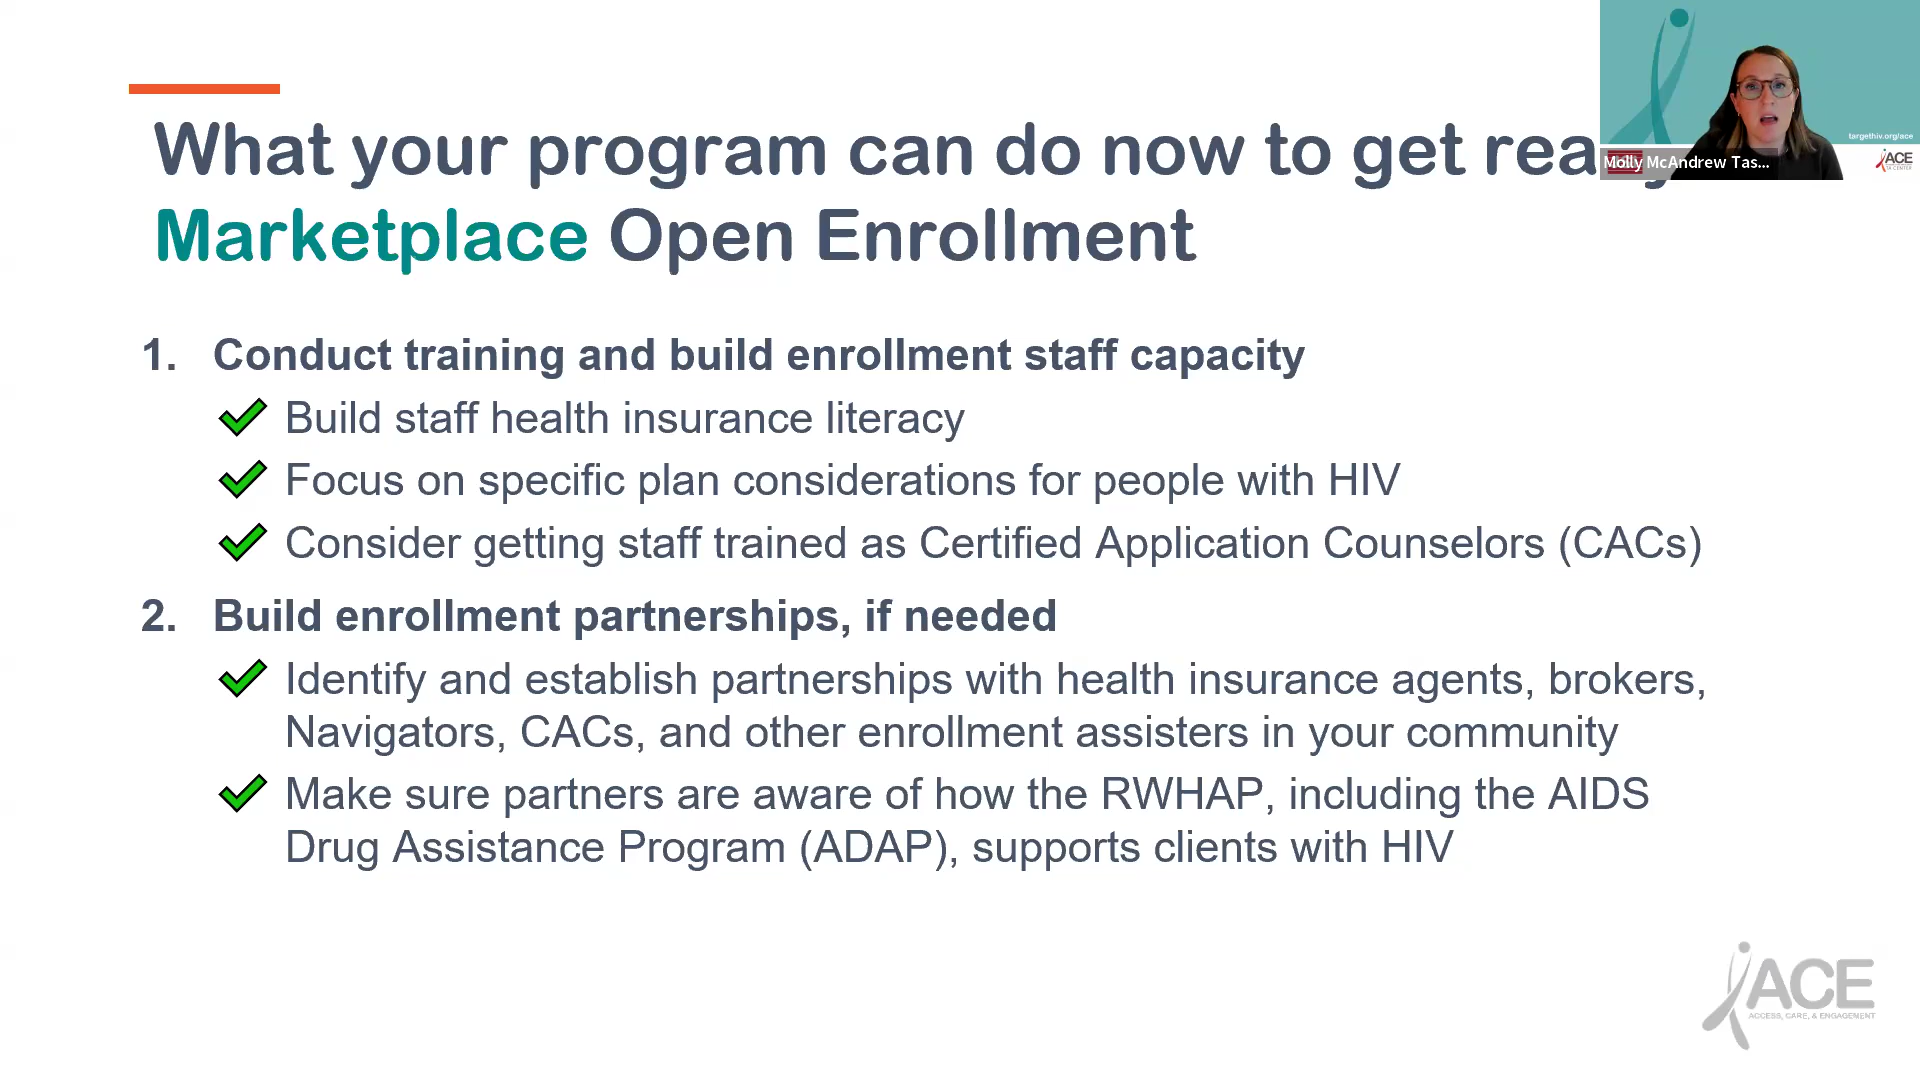 What your program can do now to get rea
Marketplace Open Enrollment
1. Conduct training and build enrollment staff capacity
Build staff health insurance literacy
Focus on specific plan considerations for people with HIV
Consider getting staff trained as Certified Application Counselors (CACs)
2. Build enrollment partnerships, if needed
Identify and establish partnerships with health insurance agents, brokers,
Navigators, CACs, and other enrollment assisters in your community
Make sure partners are aware of how the RWHAP, including the AIDS
Drug Assistance Program (ADAP), supports clients with HIV
targethiv.org/ace
Molly McAndrew Tas...
ACE
TA CENTER
ACE
ACCESS, CARE, & ENGAGEMENT